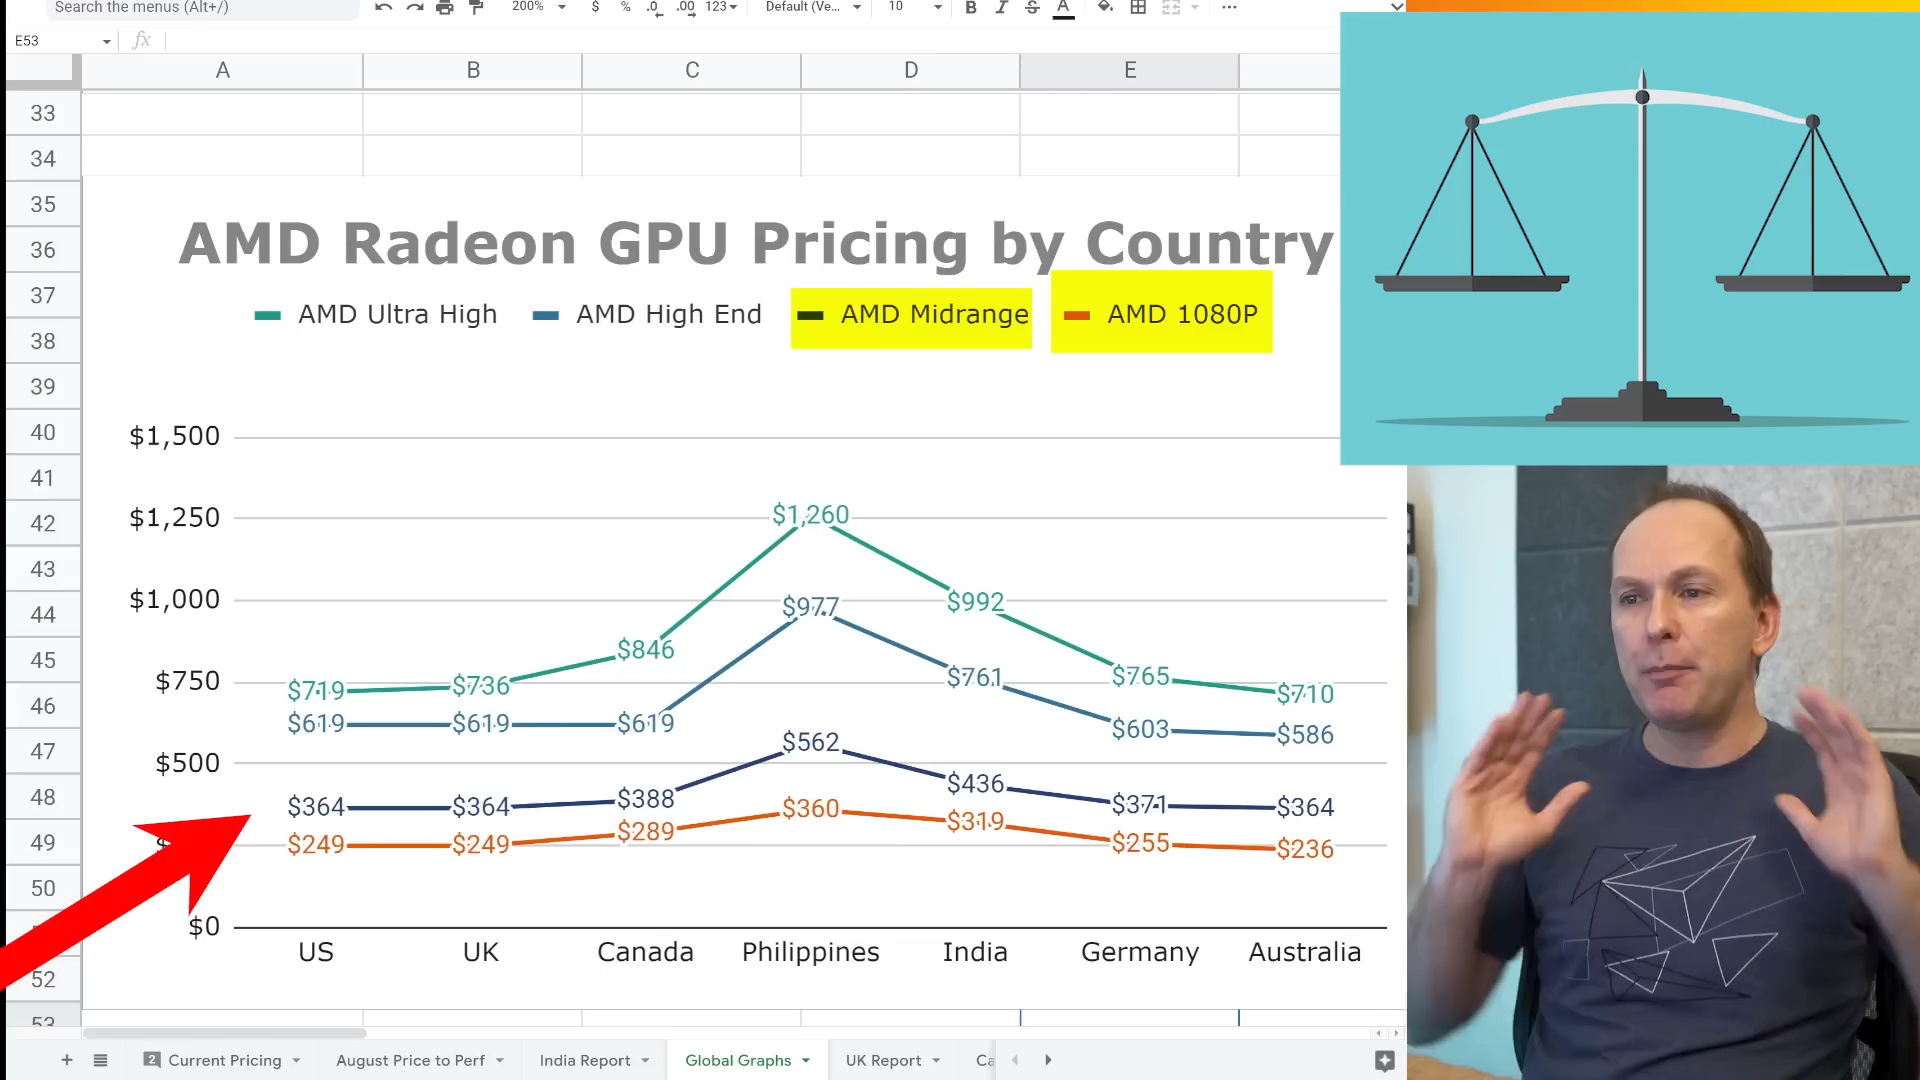 Search the menus (Alt+/)
200%
$
%
.0
.00
123
Default (Ve...
10
B
I
S
A
E53
fx
A
B
C
D
E
33
34
35
36
37
38
39
40
41
42
43
44
45
46
47
48
49
50
52
53
AMD Radeon GPU Pricing by Country
AMD Ultra High
AMD High End
AMD Midrange
AMD 1080P
$1,500
$1,250
$1,000
$750
$500
$0
$719
$736
$846
$1,260
$992
$765
$710
$619
$619
$619
$977
$761
$603
$586
$364
$364
$388
$562
$436
$371
$364
$249
$249
$289
$360
$319
$255
$236
US
UK
Canada
Philippines
India
Germany
Australia
2 Current Pricing
August Price to Perf
India Report
Global Graphs
UK Report
Ca